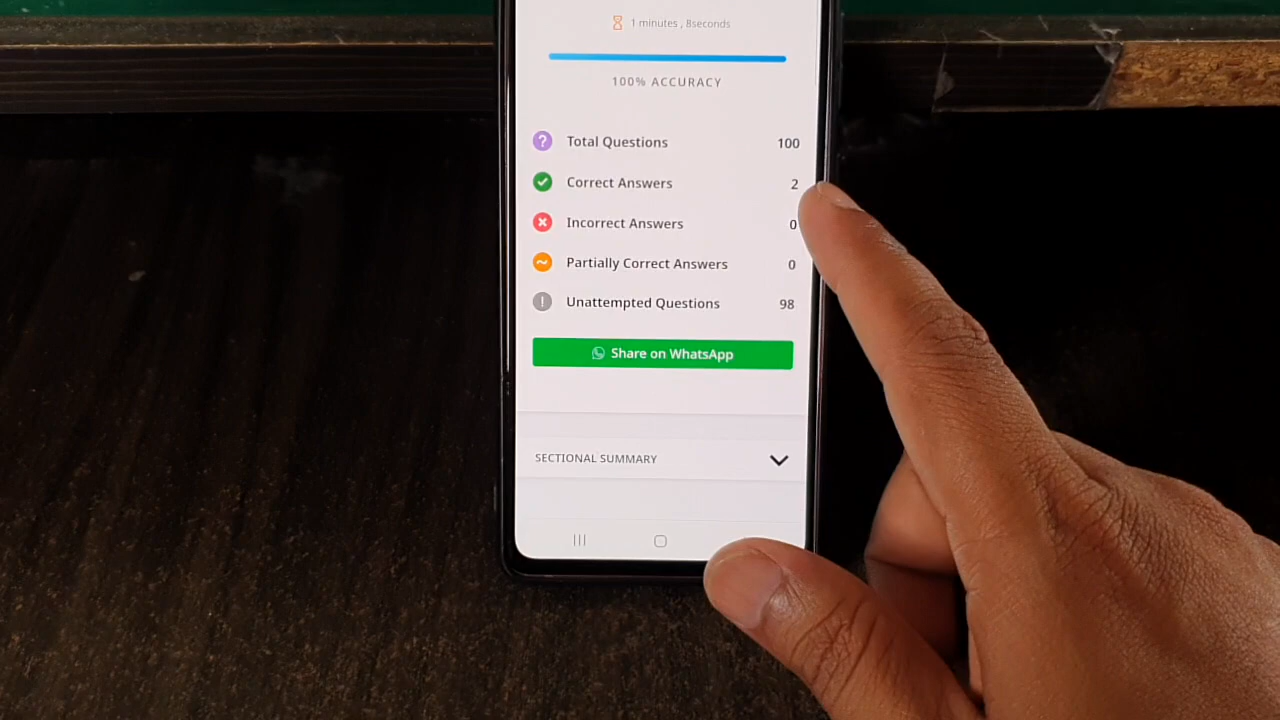 1 minutes , 8seconds
100% ACCURACY
Total Questions 100
Correct Answers 2
Incorrect Answers 0
Partially Correct Answers 0
Unattempted Questions 98
Share on WhatsApp
SECTIONAL SUMMARY